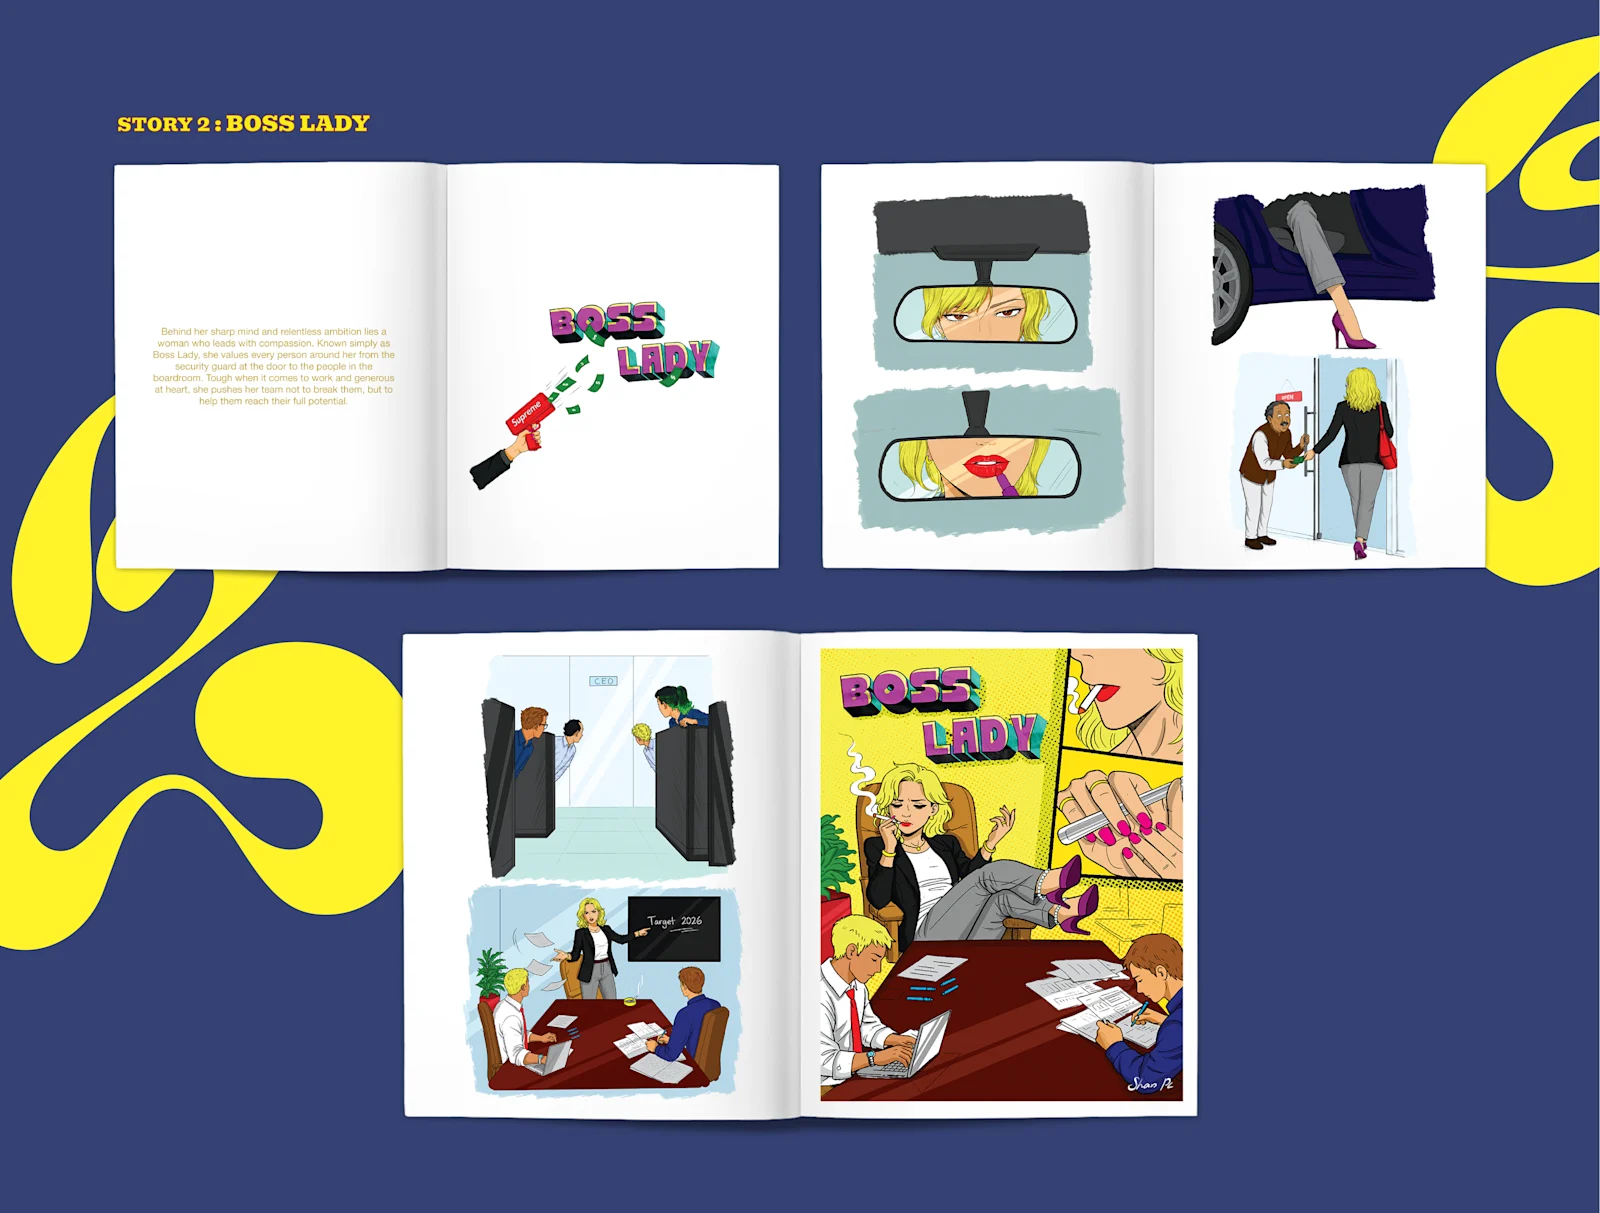 STORY 2 : BOSS LADY
Behind her sharp mind and relentless ambition lies a
woman who leads with compassion. Known simply as
Boss Lady, she values every person around her from the
security guard at the door to the people in the
boardroom. Tough when it comes to work and generous
at heart, she pushes her team not to break them, but to
help them reach their full potential.
BOSS
LADY
Supreme
OPEN
CEO
Target 2026
BOSS
LADY
Shan Pz